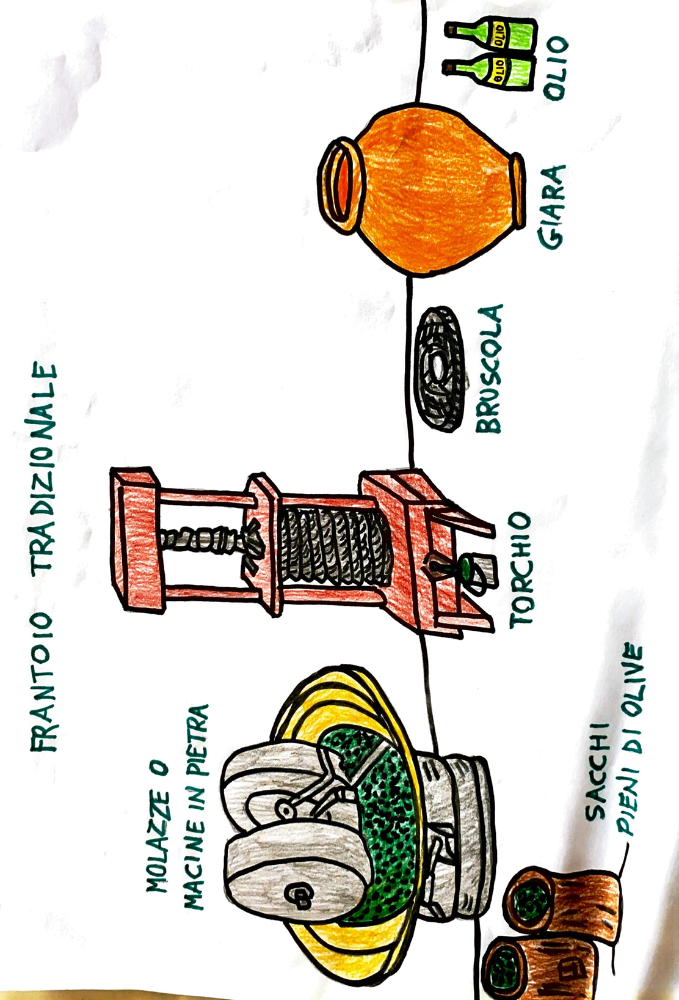 FRANTOIO TRADIZIONALE
MOLAZZE O
MACINE IN PIETRA
SACCHI
PIENI DI OLIVE
TORCHIO
BRUSCOLA
GIARA
OLIO
OLIO
OLIO